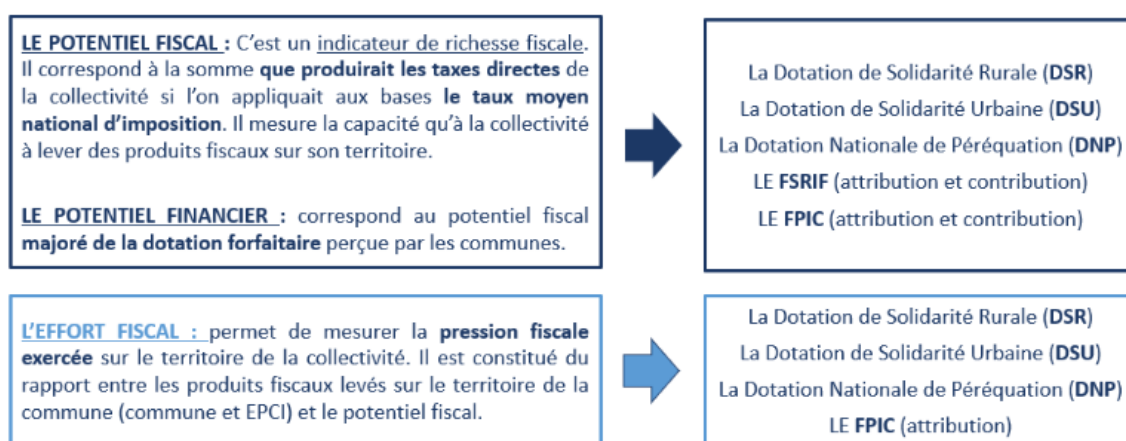 LE POTENTIEL FISCAL : C'est un indicateur de richesse fiscale.
Il correspond à la somme que produirait les taxes directes de
la collectivité si l'on appliquait aux bases le taux moyen
national d'imposition. Il mesure la capacité qu'à la collectivité
à lever des produits fiscaux sur son territoire.
LE POTENTIEL FINANCIER : correspond au potentiel fiscal
majoré de la dotation forfaitaire perçue par les communes.
La Dotation de Solidarité Rurale (DSR)
La Dotation de Solidarité Urbaine (DSU)
La Dotation Nationale de Péréquation (DNP)
LE FSRIF (attribution et contribution)
LE FPIC (attribution et contribution)
L'EFFORT FISCAL : permet de mesurer la pression fiscale
exercée sur le territoire de la collectivité. Il est constitué du
rapport entre les produits fiscaux levés sur le territoire de la
commune (commune et EPCI) et le potentiel fiscal.
La Dotation de Solidarité Rurale (DSR)
La Dotation de Solidarité Urbaine (DSU)
La Dotation Nationale de Péréquation (DNP)
LE FPIC (attribution)